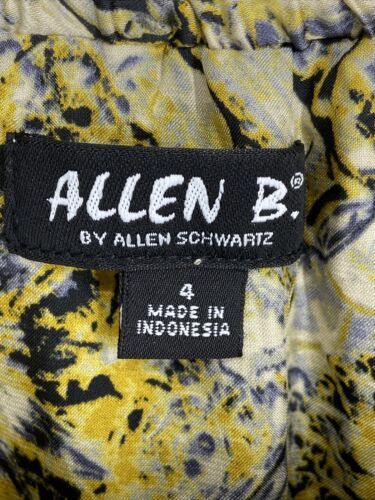 ALLEN B.®
BY ALLEN SCHWARTZ
4
MADE IN
INDONESIA